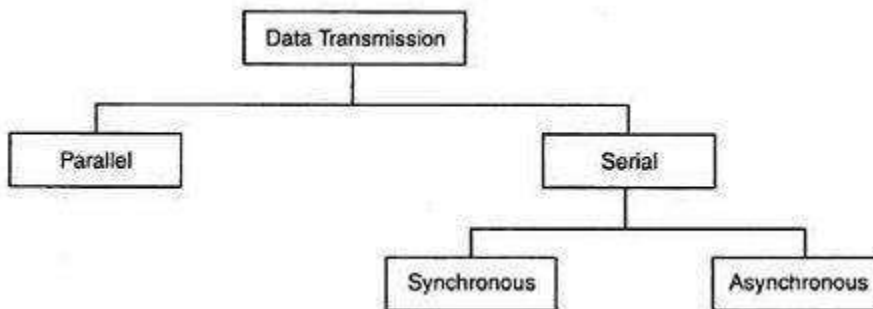 Data Transmission
Parallel
Serial
Synchronous
Asynchronous